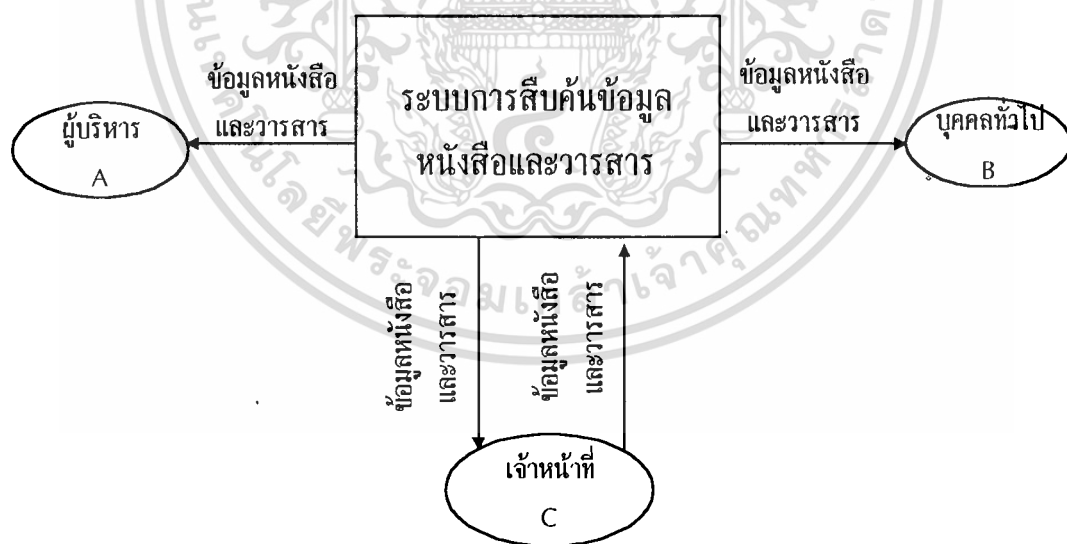 ข้อมูลหนังสือ
และวารสาร
ระบบการสืบค้นข้อมูล
หนังสือและวารสาร
ข้อมูลหนังสือ
และวารสาร
ผู้บริหาร
A
บุคคลทั่วไป
B
ข้อมูลหนังสือ
และวารสาร
ข้อมูลหนังสือ
และวารสาร
เจ้าหน้าที่
C